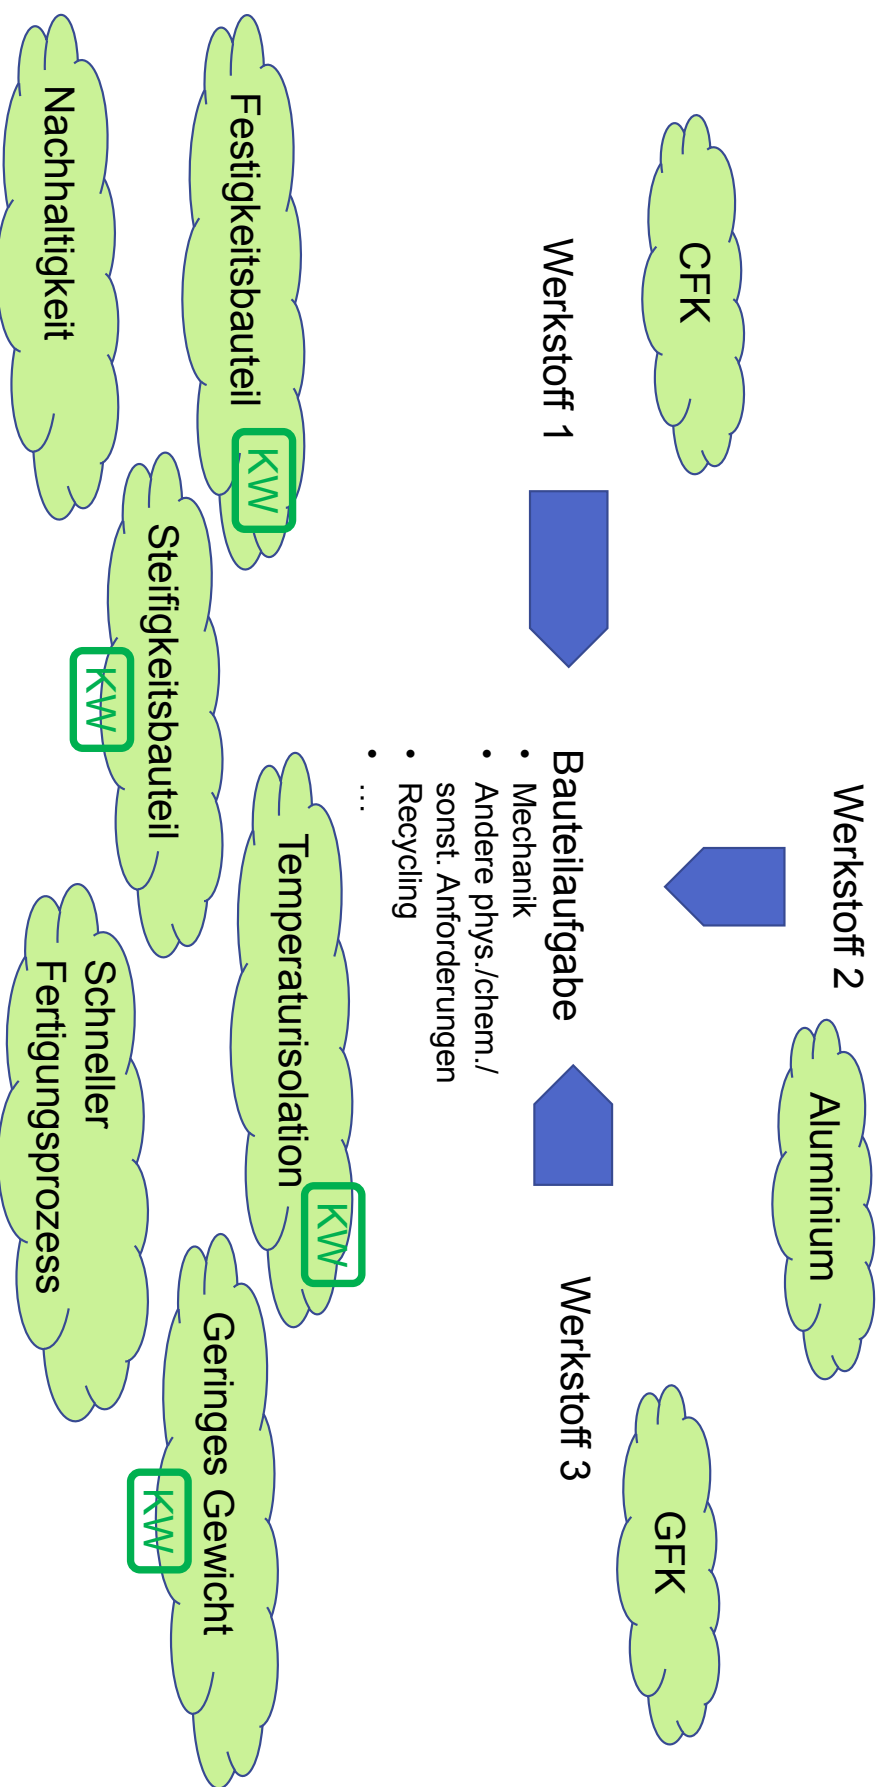 Werkstoff 2
Aluminium
CFK
GFK
Werkstoff 1
Werkstoff 3
Bauteilaufgabe
• Mechanik
• Andere phys./chem./
sonst. Anforderungen
• Recycling
• …
Festigkeitsbauteil
KW
Temperaturisolation
KW
Steifigkeitsbauteil
KW
Geringes Gewicht
KW
Nachhaltigkeit
Schneller
Fertigungsprozess